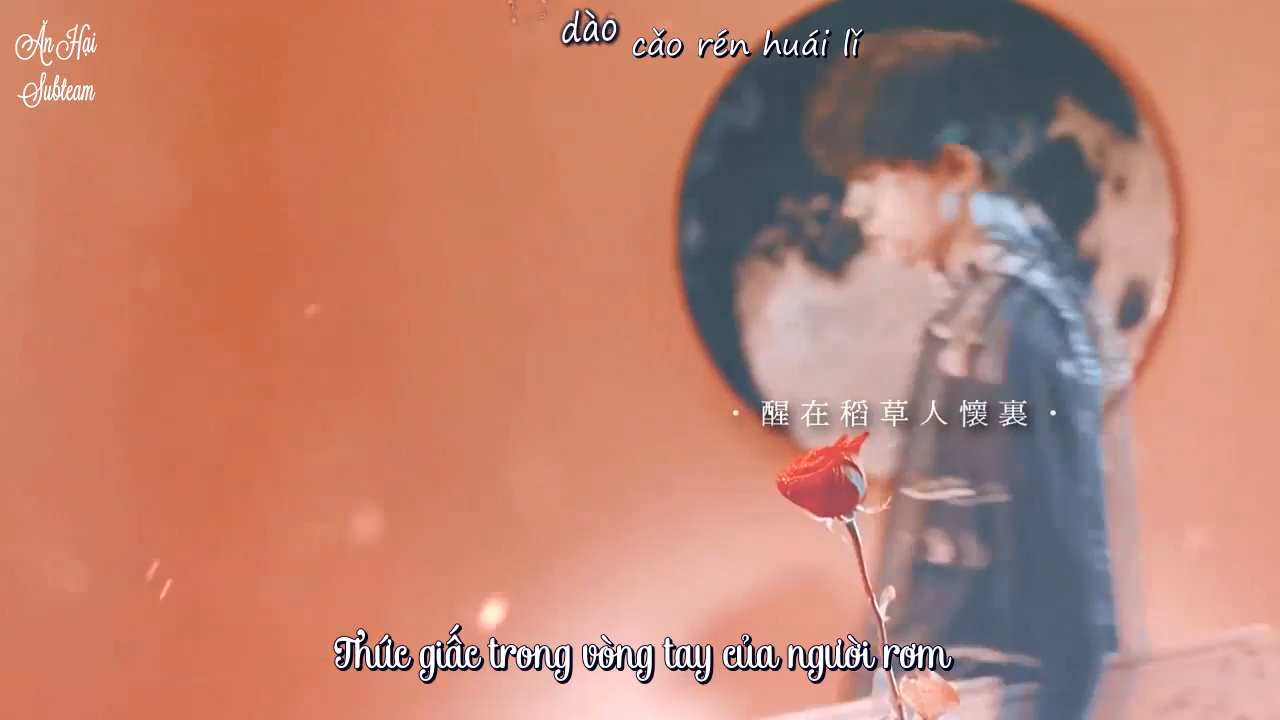 Ăn Hại
Subteam
dào cǎo rén huái lǐ
· 醒在稻草人懷裏 ·
Thức giấc trong vòng tay của người rơm